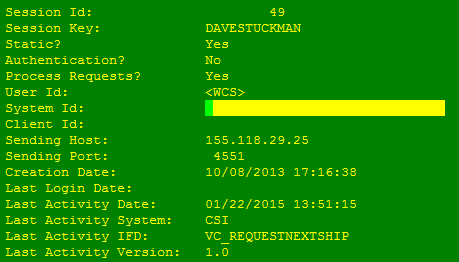 Session Id: 49
Session Key: DAVESTUCKMAN
Static? Yes
Authentication? No
Process Requests? Yes
User Id: <WCS>
System Id:
Client Id:
Sending Host: 155.118.29.25
Sending Port: 4551
Creation Date: 10/08/2013 17:16:38
Last Login Date:
Last Activity Date: 01/22/2015 13:51:15
Last Activity System: CSI
Last Activity IFD: VC_REQUESTNEXTSHIP
Last Activity Version: 1.0